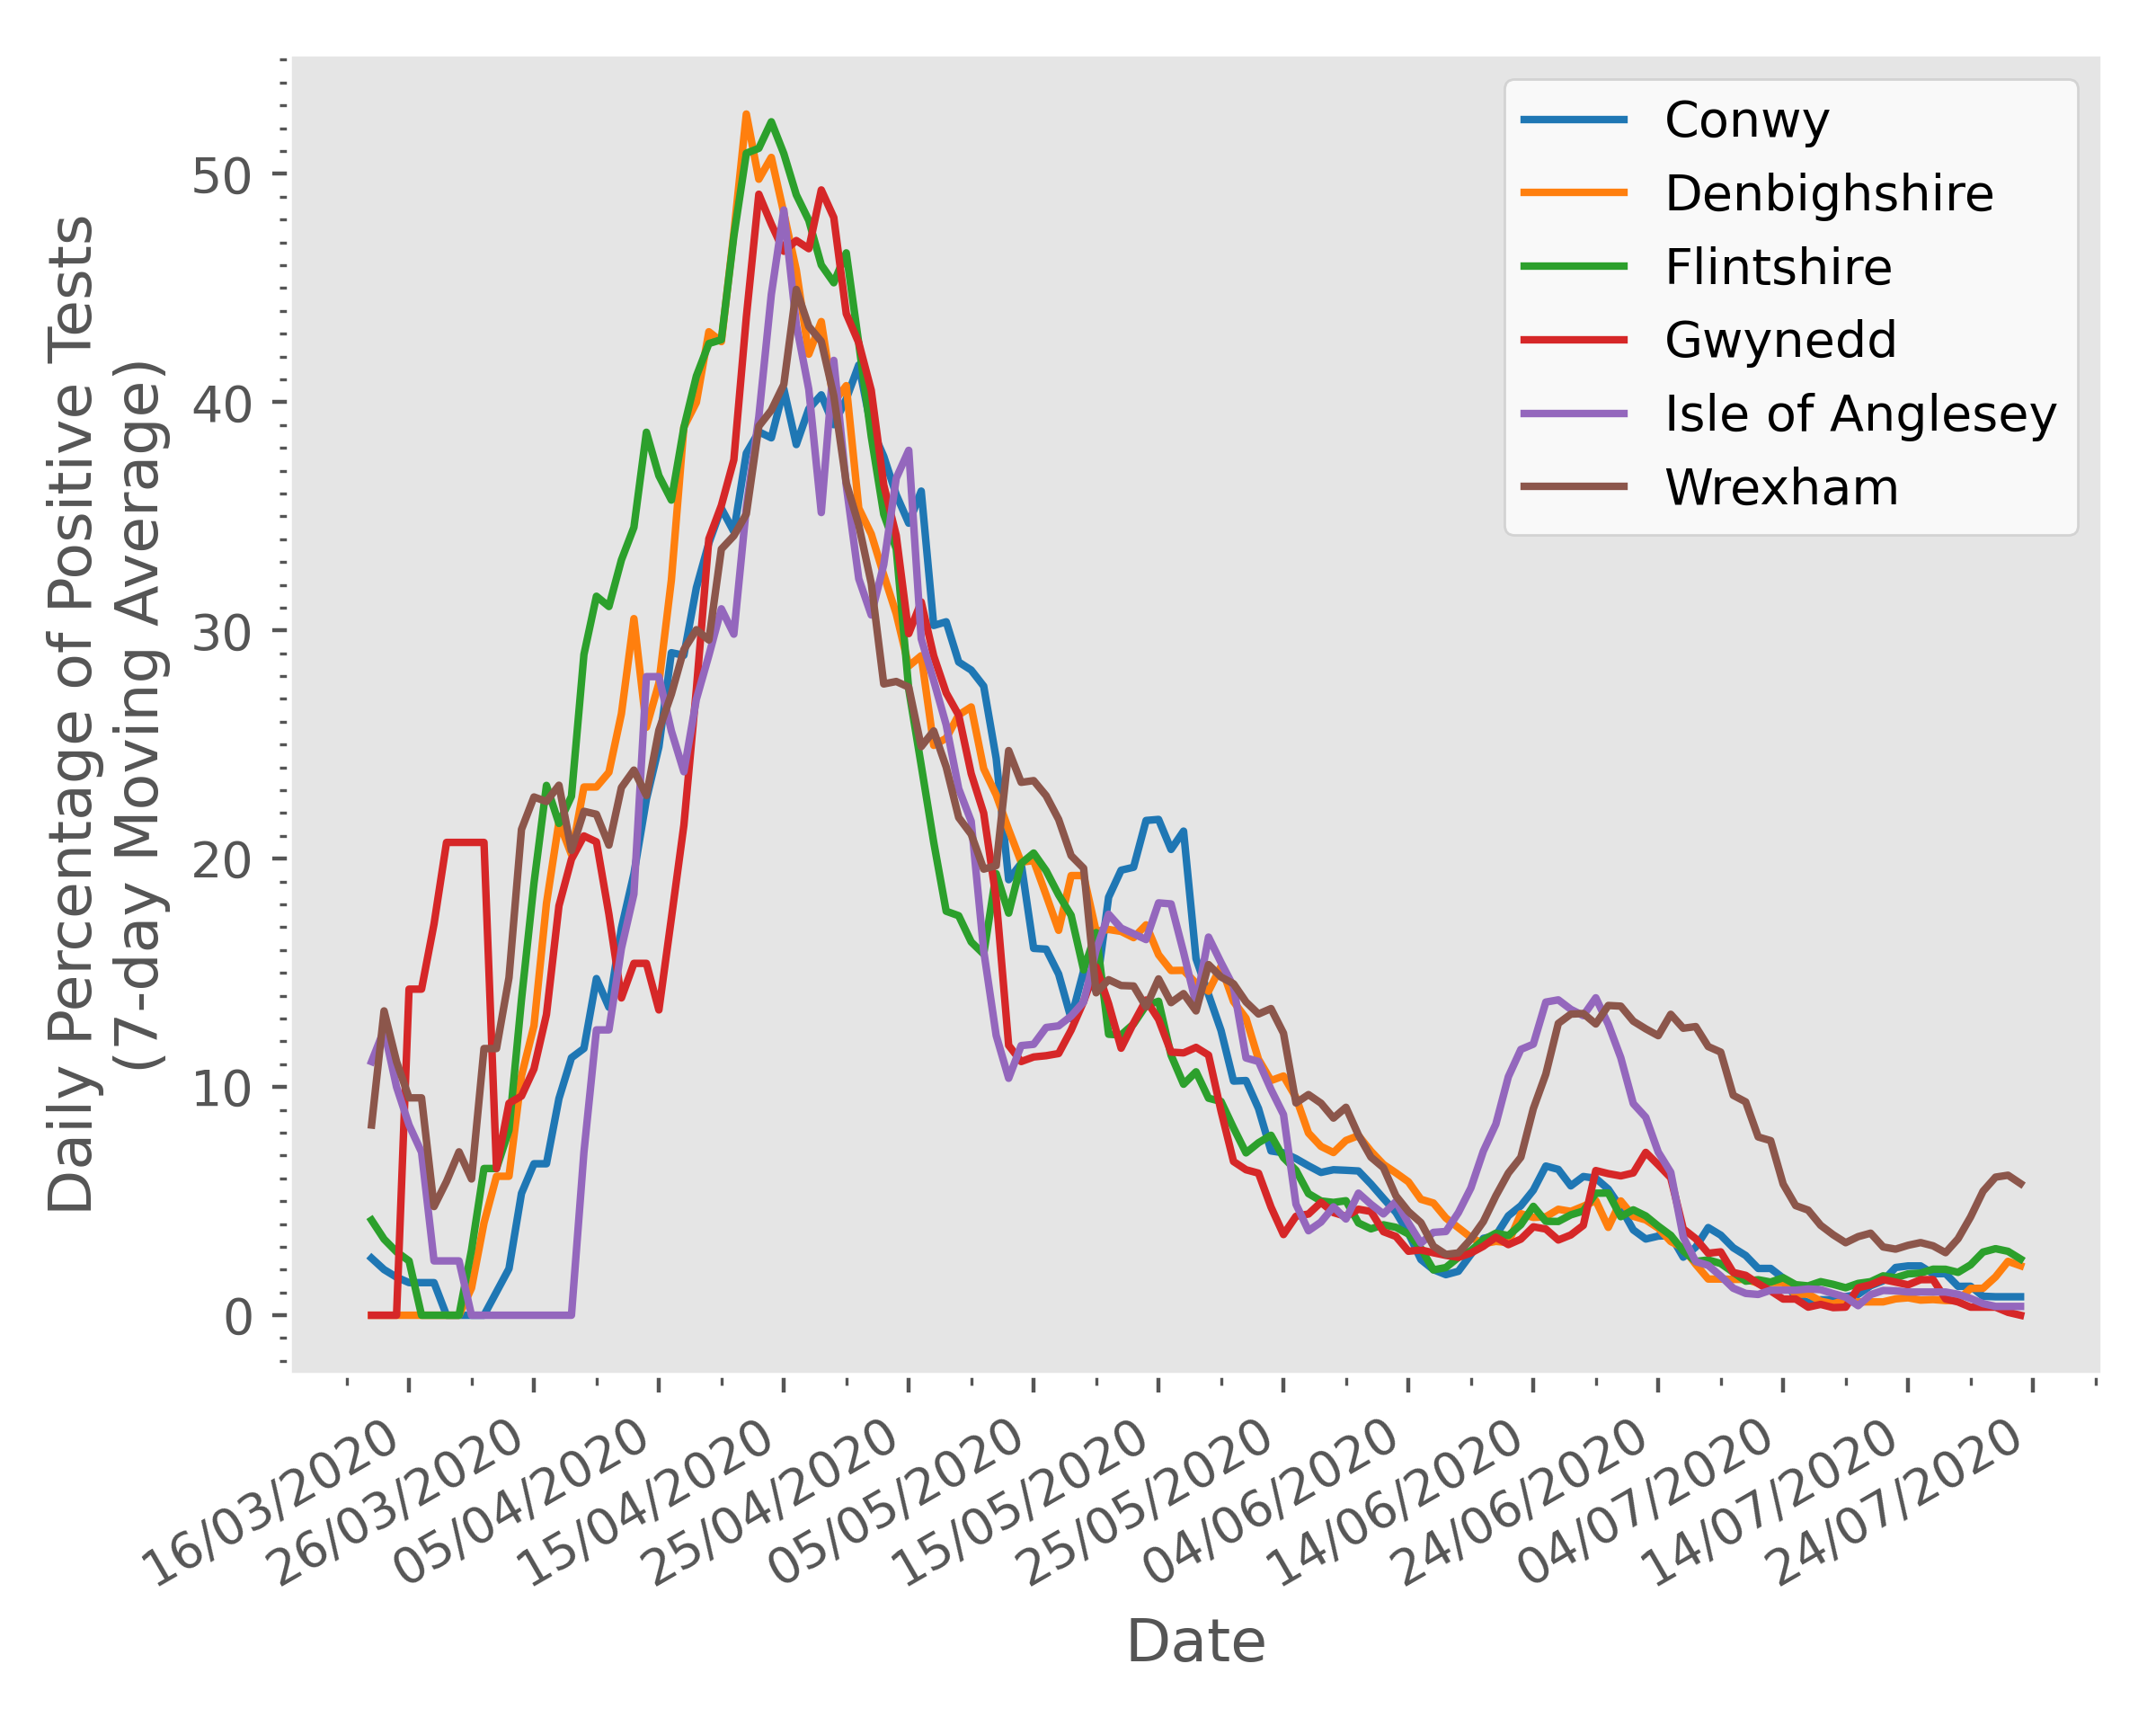 Daily Percentage of Positive Tests
(7-day Moving Average)
50
40
30
20
10
0
Conwy
Denbighshire
Flintshire
Gwynedd
Isle of Anglesey
Wrexham
16/03/2020
26/03/2020
05/04/2020
15/04/2020
25/04/2020
05/05/2020
15/05/2020
25/05/2020
04/06/2020
14/06/2020
24/06/2020
04/07/2020
14/07/2020
24/07/2020
Date